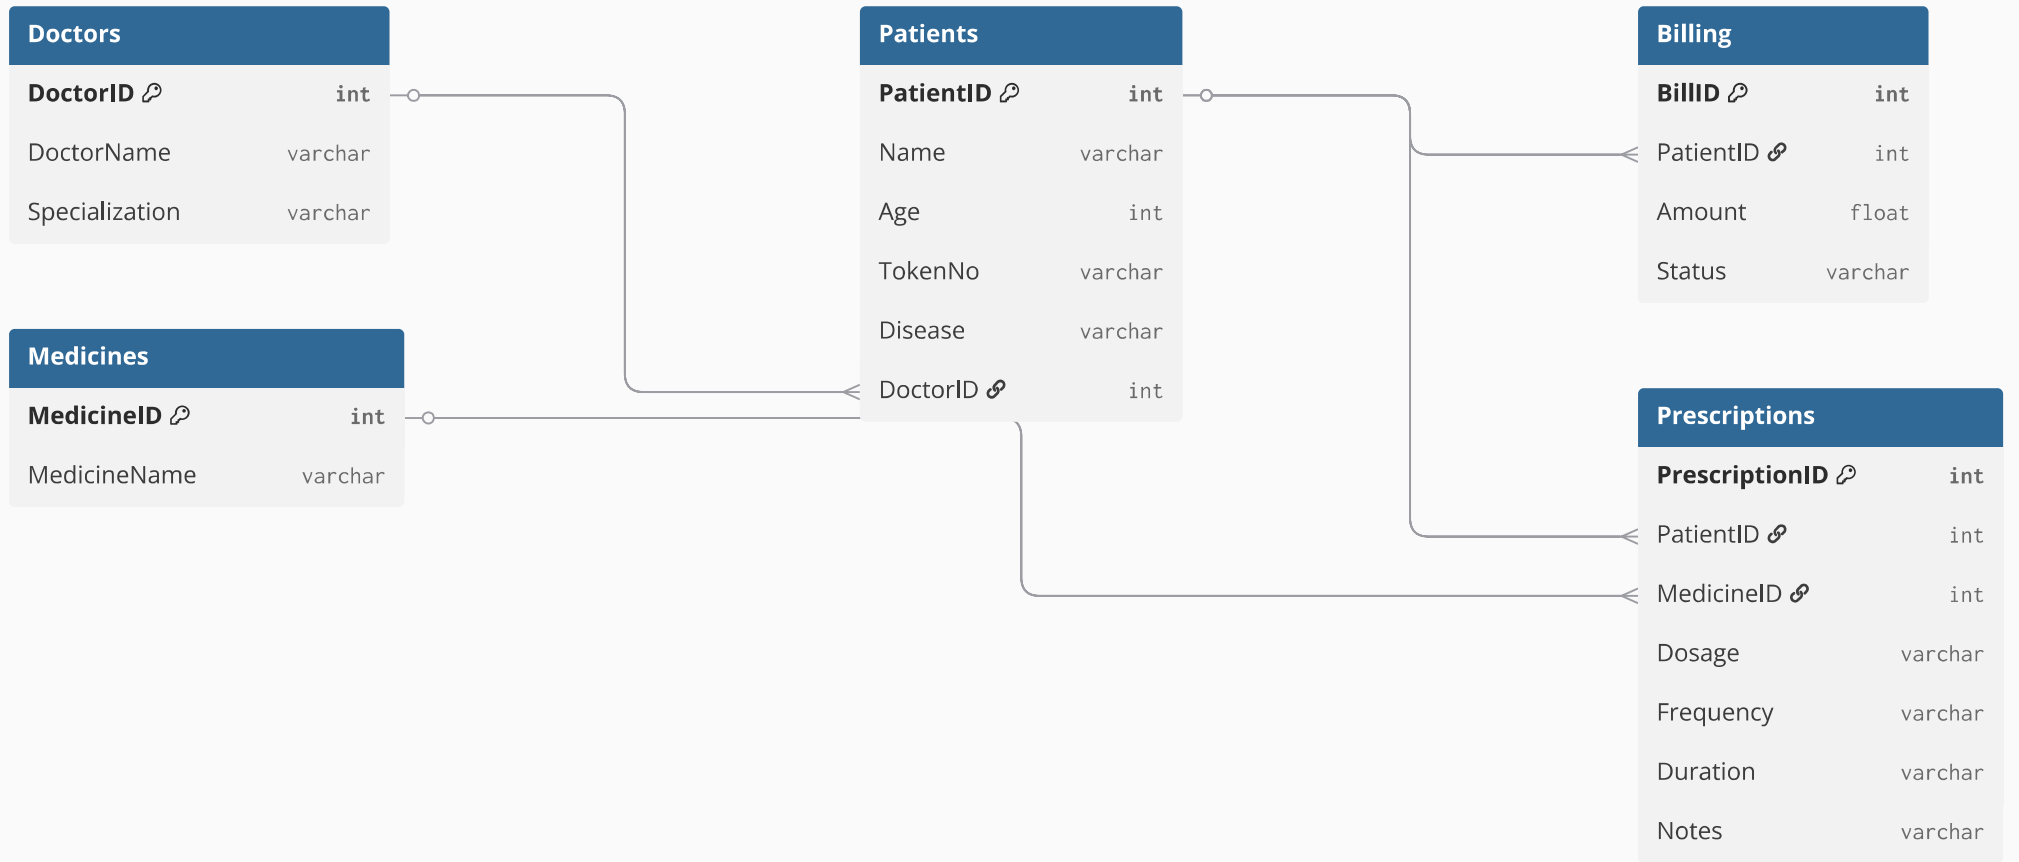 Doctors
DoctorID int
DoctorName varchar
Specialization varchar
Medicines
MedicineID int
MedicineName varchar
Patients
PatientID int
Name varchar
Age int
TokenNo varchar
Disease varchar
DoctorID int
Billing
BillID int
PatientID int
Amount float
Status varchar
Prescriptions
PrescriptionID int
PatientID int
MedicineID int
Dosage varchar
Frequency varchar
Duration varchar
Notes varchar